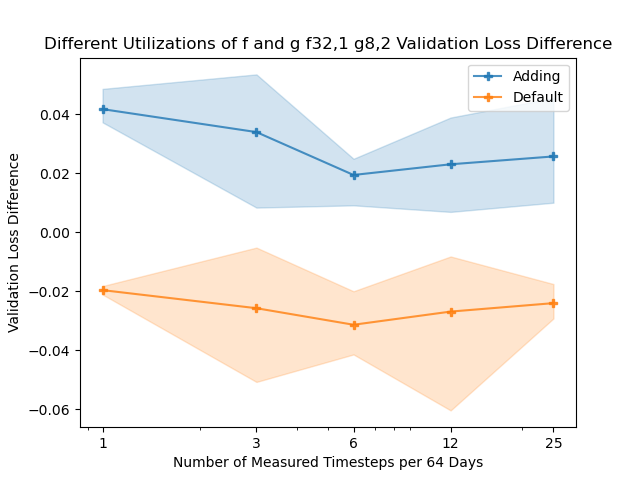 Different Utilizations of f and g f32,1 g8,2 Validation Loss Difference
Adding
Default
Validation Loss Difference
0.04
0.02
0.00
−0.02
−0.04
−0.06
1 3 6 12 25
Number of Measured Timesteps per 64 Days